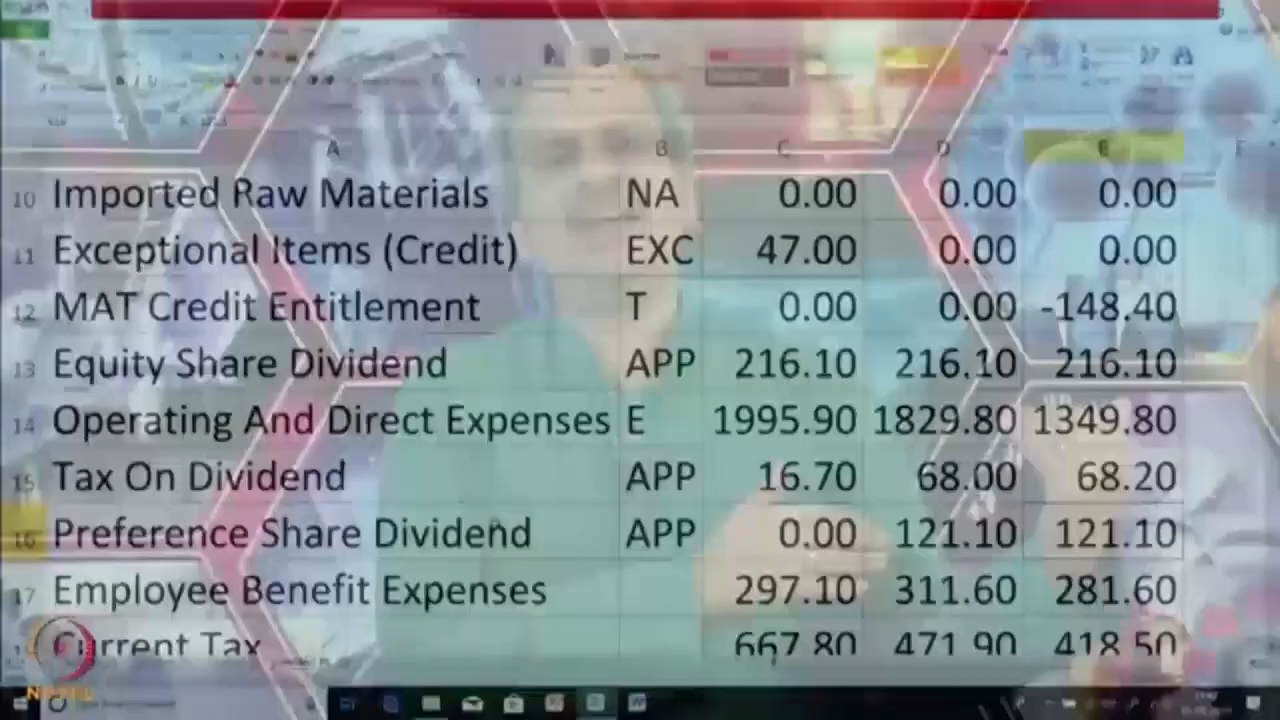 A B C D E F
10 Imported Raw Materials NA 0.00 0.00 0.00
11 Exceptional Items (Credit) EXC 47.00 0.00 0.00
12 MAT Credit Entitlement T 0.00 0.00 -148.40
13 Equity Share Dividend APP 216.10 216.10 216.10
14 Operating And Direct Expenses E 1995.90 1829.80 1349.80
15 Tax On Dividend APP 16.70 68.00 68.20
16 Preference Share Dividend APP 0.00 121.10 121.10
17 Employee Benefit Expenses 297.10 311.60 281.60
Current Tax 667.80 471.90 418.50
NPTEL